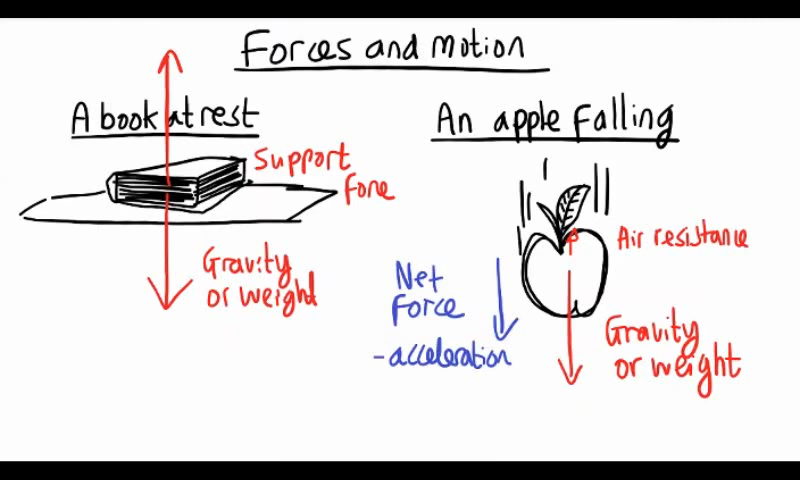 Forces and motion
A book at rest
Support
force
Gravity
or weight
An apple falling
Air resistance
Net
force
-acceleration
Gravity
or weight